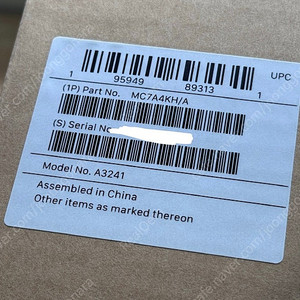 1 95949 89313 1 UPC
(1P) Part No. MC7A4KH/A
(S) Serial No.
Model No. A3241
Assembled in China
Other items as marked thereon